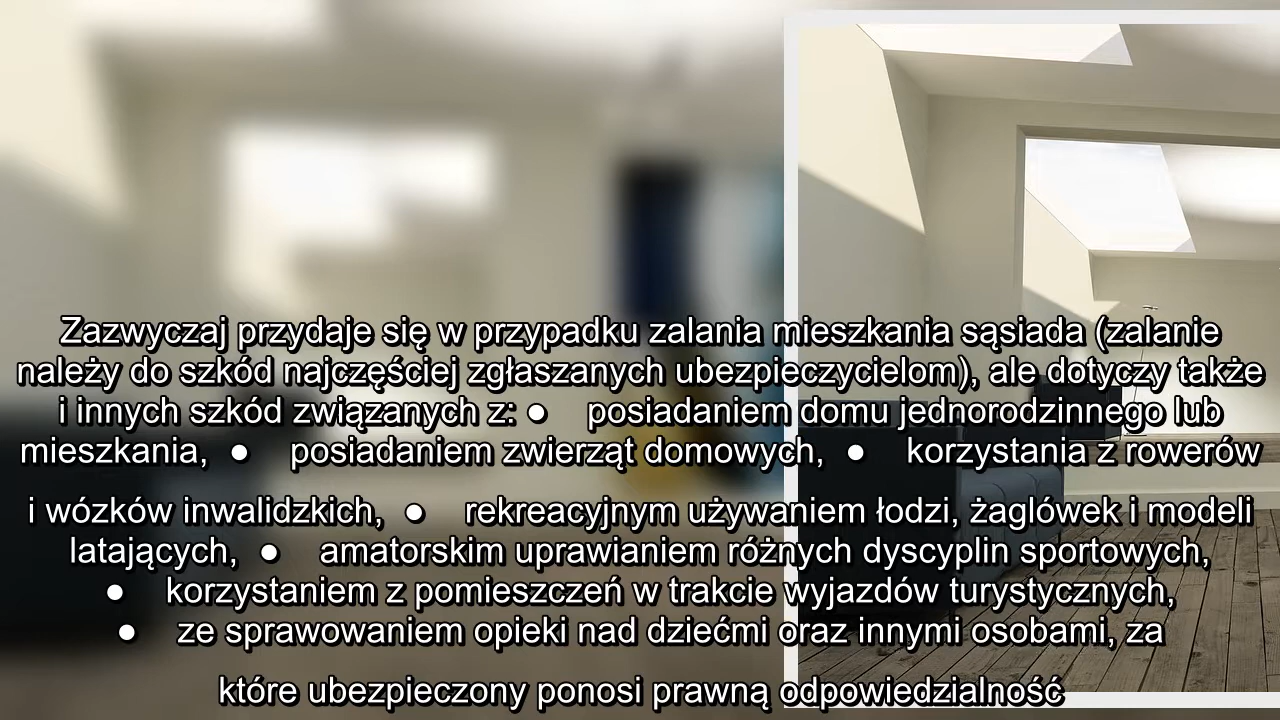 Zazwyczaj przydaje się w przypadku zalania mieszkania sąsiada (zalanie
należy do szkód najczęściej zgłaszanych ubezpieczycielom), ale dotyczy także
i innych szkód związanych z: ● posiadaniem domu jednorodzinnego lub
mieszkania, ● posiadaniem zwierząt domowych, ● korzystania z rowerów
i wózków inwalidzkich, ● rekreacyjnym używaniem łodzi, żaglówek i modeli
latających, ● amatorskim uprawianiem różnych dyscyplin sportowych,
● korzystaniem z pomieszczeń w trakcie wyjazdów turystycznych,
● ze sprawowaniem opieki nad dziećmi oraz innymi osobami, za
które ubezpieczony ponosi prawną odpowiedzialność